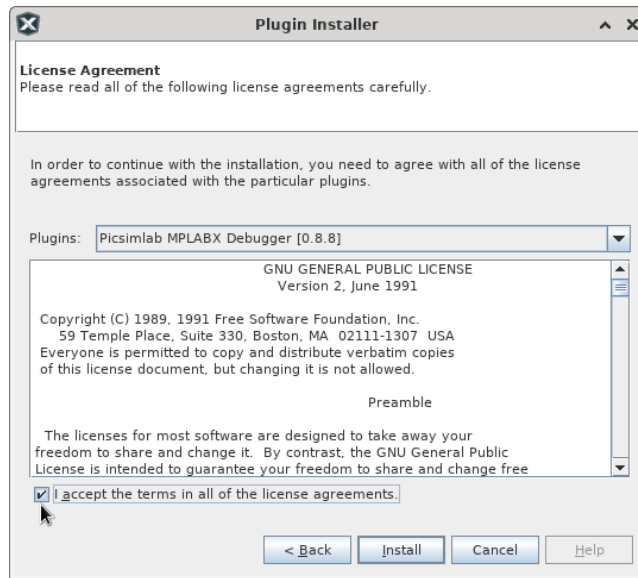 Plugin Installer
License Agreement
Please read all of the following license agreements carefully.
In order to continue with the installation, you need to agree with all of the license
agreements associated with the particular plugins.
Plugins: Picsimlab MPLABX Debugger [0.8.8]
GNU GENERAL PUBLIC LICENSE
Version 2, June 1991
Copyright (C) 1989, 1991 Free Software Foundation, Inc.
59 Temple Place, Suite 330, Boston, MA  02111-1307  USA
Everyone is permitted to copy and distribute verbatim copies
of this license document, but changing it is not allowed.
Preamble
The licenses for most software are designed to take away your
freedom to share and change it.  By contrast, the GNU General Public
License is intended to guarantee your freedom to share and change free
I accept the terms in all of the license agreements.
< Back Install Cancel Help